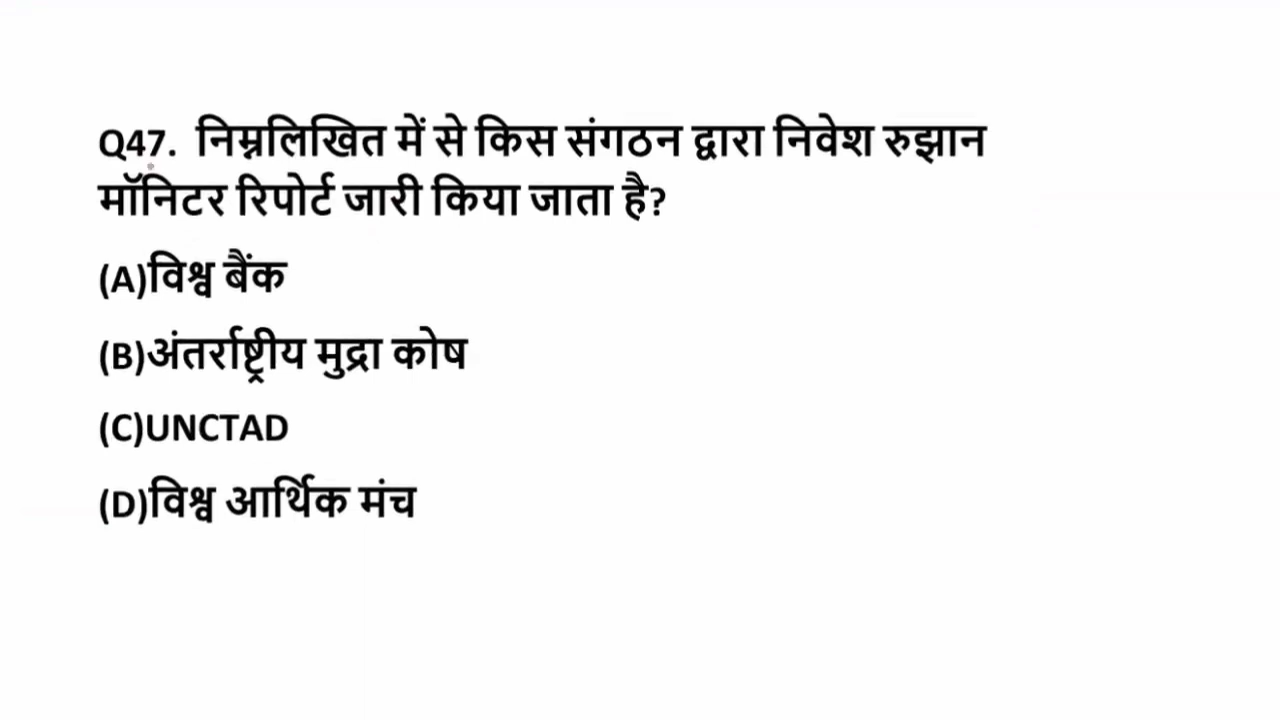 Q47. निम्नलिखित में से किस संगठन द्वारा निवेश रुझान
मॉनिटर रिपोर्ट जारी किया जाता है?
(A)विश्व बैंक
(B)अंतर्राष्ट्रीय मुद्रा कोष
(C)UNCTAD
(D)विश्व आर्थिक मंच